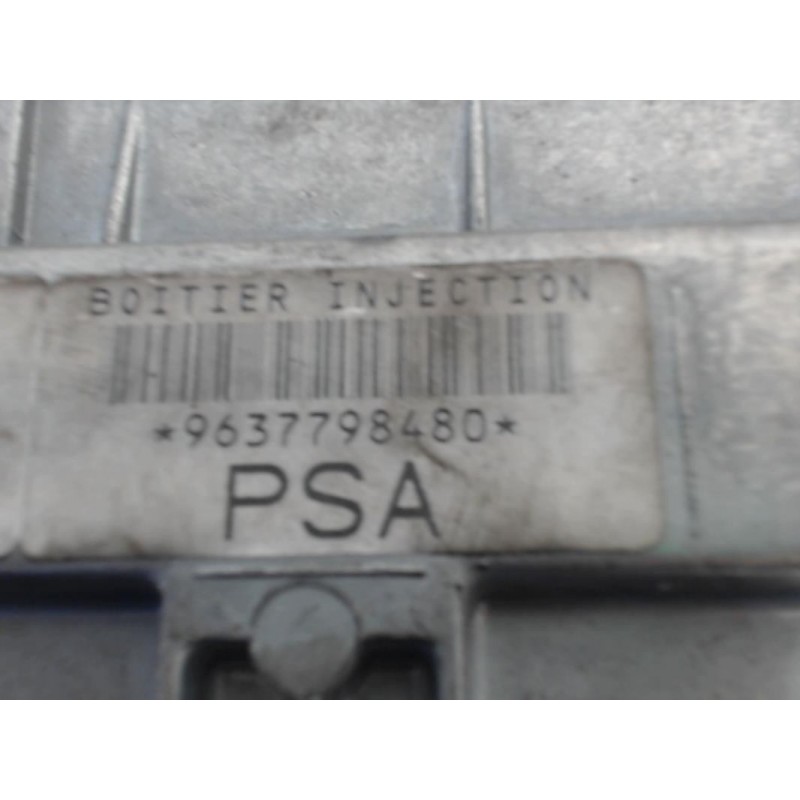 BOITIER INJECTION
*9637798480*
PSA